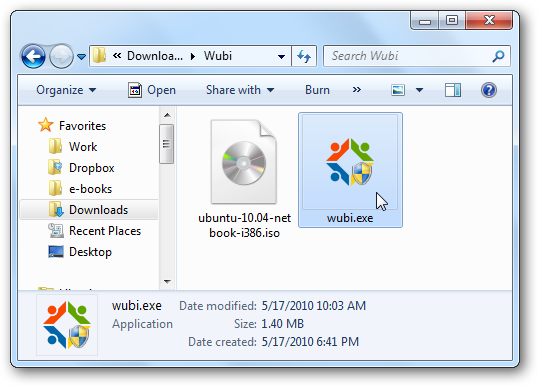 « Downloa... Wubi
Search Wubi
Organize Open Share with Burn »
Favorites
Work
Dropbox
e-books
Downloads
Recent Places
Desktop
ubuntu-10.04-net
book-i386.iso
wubi.exe
wubi.exe Date modified: 5/17/2010 10:03 AM
Application Size: 1.40 MB
Date created: 5/17/2010 6:41 PM